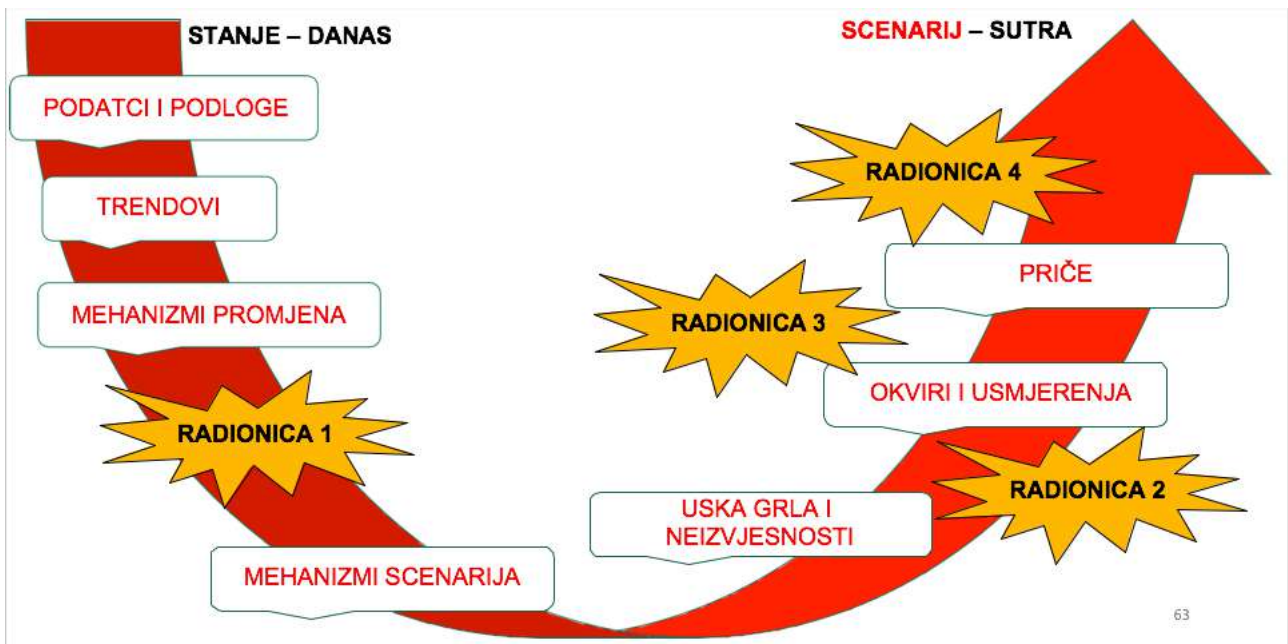 STANJE – DANAS
SCENARIJ – SUTRA
PODATCI I PODLOGE
TRENDOVI
MEHANIZMI PROMJENA
RADIONICA 1
MEHANIZMI SCENARIJA
USKA GRLA I
NEIZVJESNOSTI
RADIONICA 2
OKVIRI I USMJERENJA
RADIONICA 3
PRIČE
RADIONICA 4
63